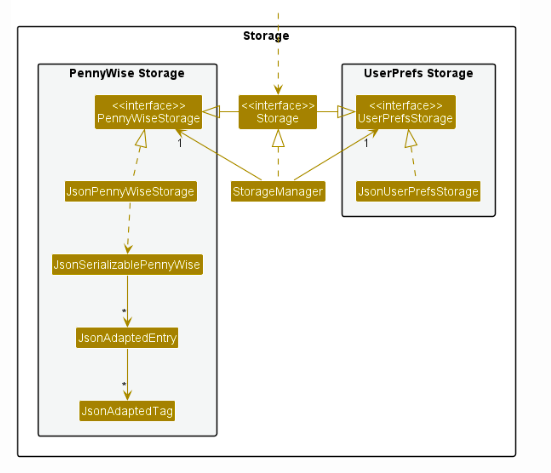 Storage
PennyWise Storage
UserPrefs Storage
<<interface>>
PennyWiseStorage
<<interface>>
Storage
<<interface>>
UserPrefsStorage
1
1
JsonPennyWiseStorage
StorageManager
JsonUserPrefsStorage
JsonSerializablePennyWise
*
JsonAdaptedEntry
*
JsonAdaptedTag